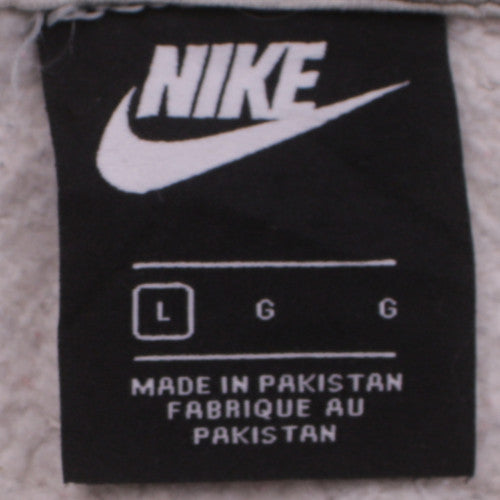 NIKE
L G G
MADE IN PAKISTAN
FABRIQUE AU
PAKISTAN